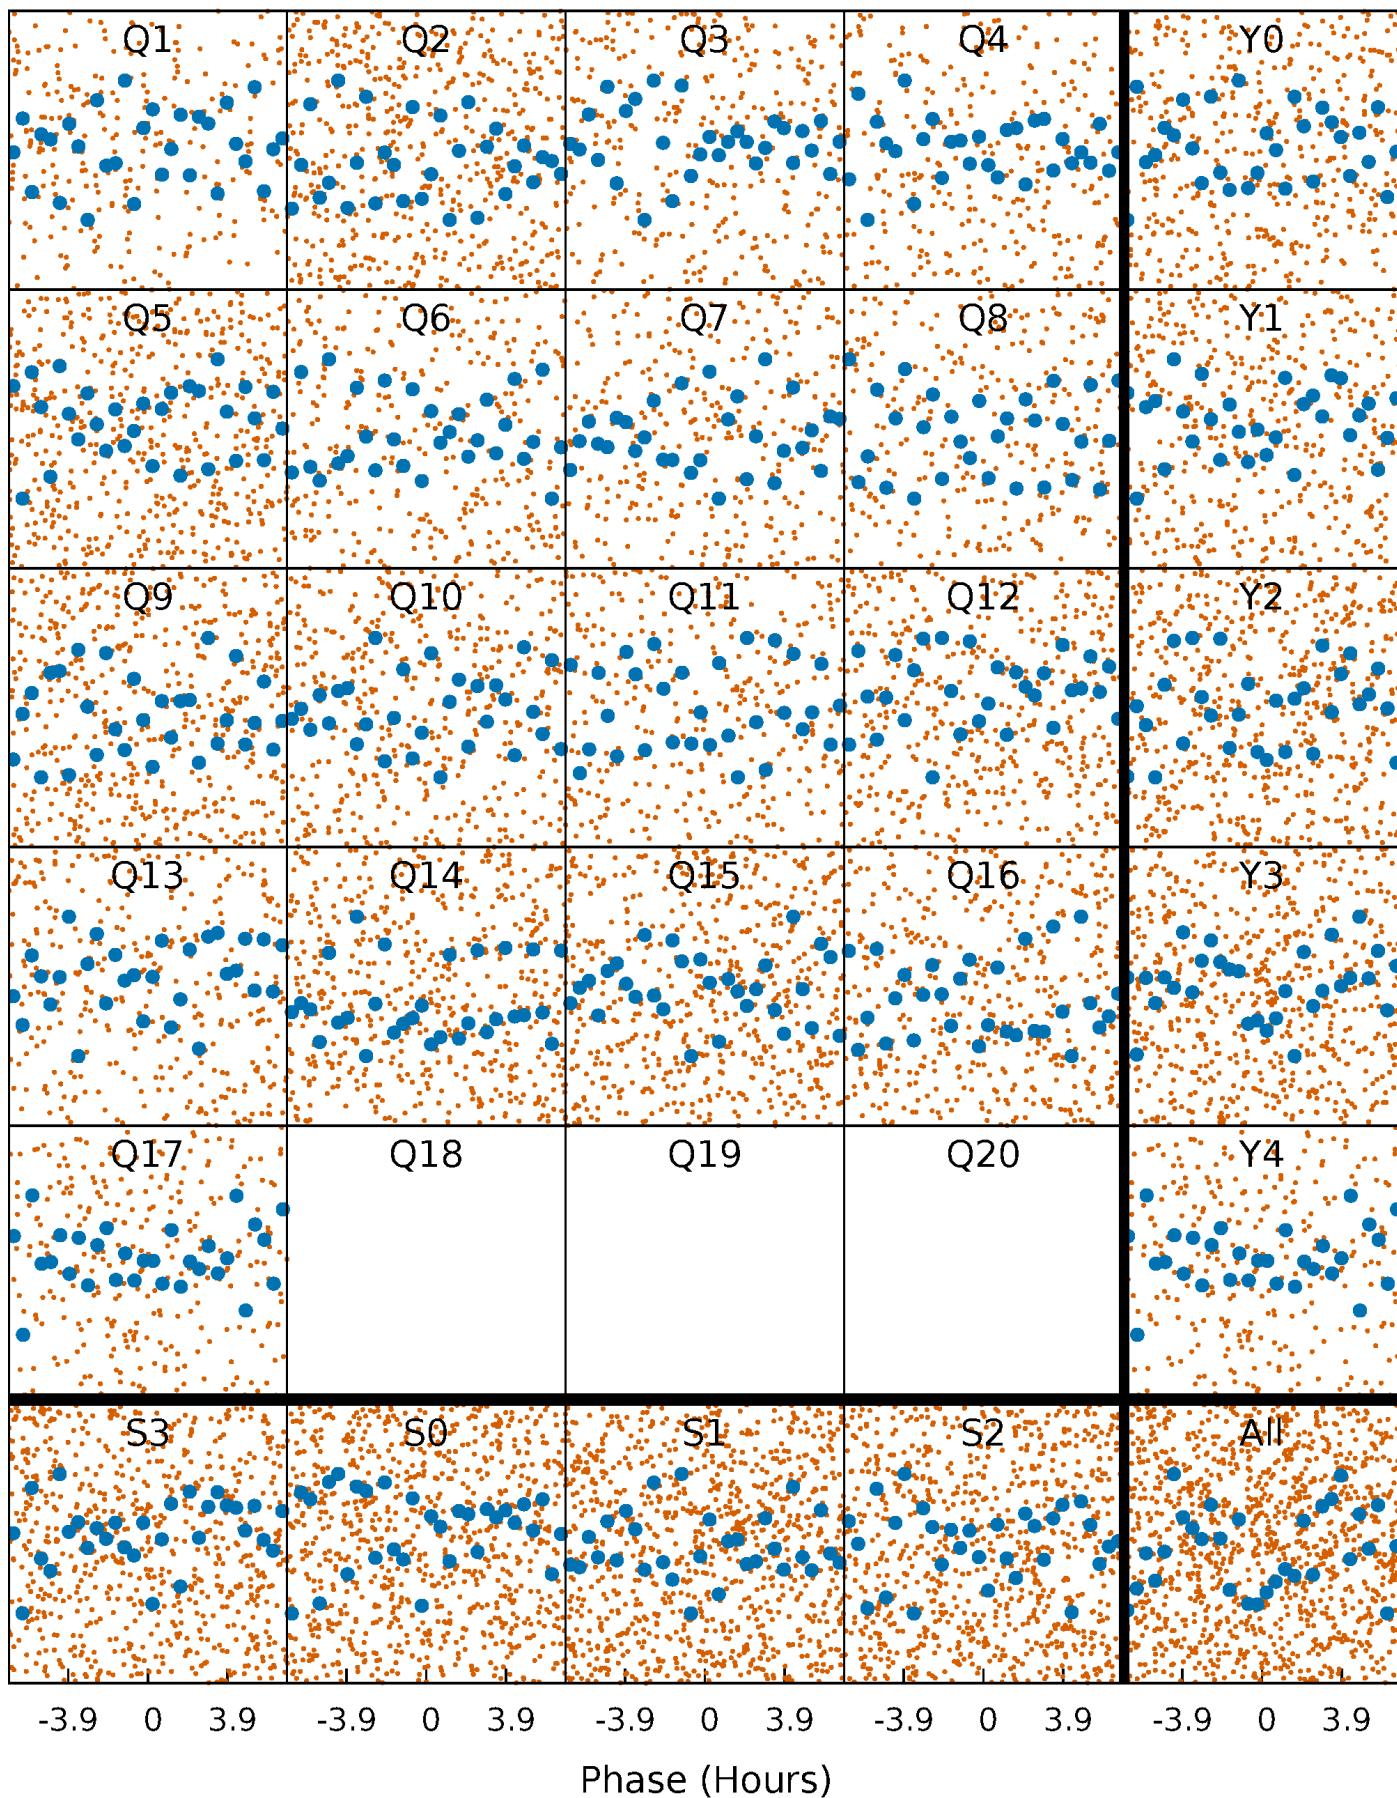 Q1 Q2 Q3 Q4 Y0
Q5 Q6 Q7 Q8 Y1
Q9 Q10 Q11 Q12 Y2
Q13 Q14 Q15 Q16 Y3
Q17 Q18 Q19 Q20 Y4
S3 S0 S1 S2 All
-3.9 0 3.9 -3.9 0 3.9 -3.9 0 3.9 -3.9 0 3.9 -3.9 0 3.9
Phase (Hours)